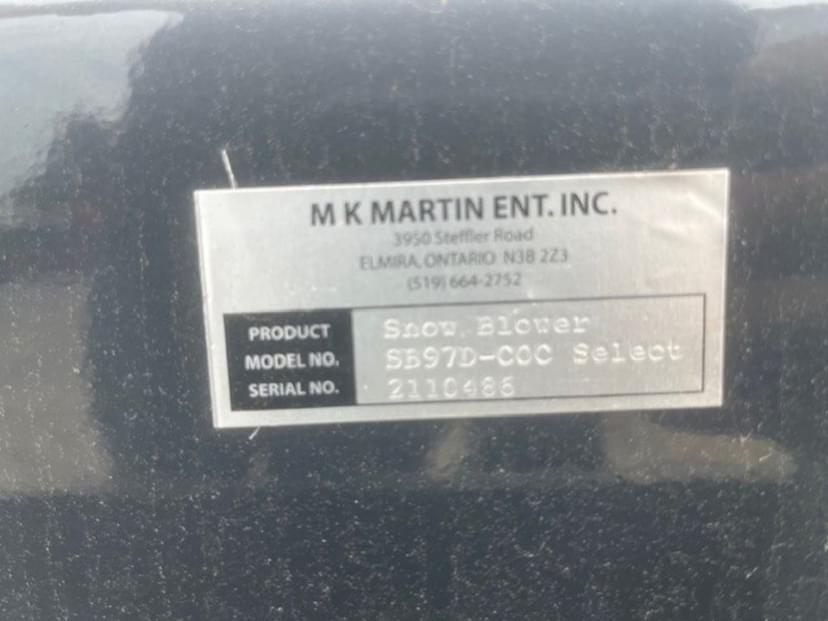 M K MARTIN ENT. INC.
3950 Steffler Road
ELMIRA, ONTARIO N3B 2Z3
(519) 664-2752
PRODUCT Snow Blower
MODEL NO. SB97D-COC Select
SERIAL NO. 2110486